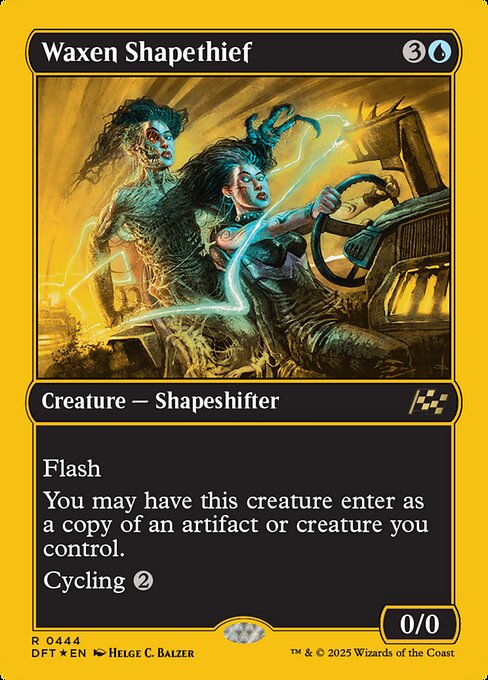 Waxen Shapethief 3
Creature — Shapeshifter
Flash
You may have this creature enter as
a copy of an artifact or creature you
control.
Cycling 2
0/0
R 0444
DFT ★ EN Helge C. Balzer
™ & © 2025 Wizards of the Coast